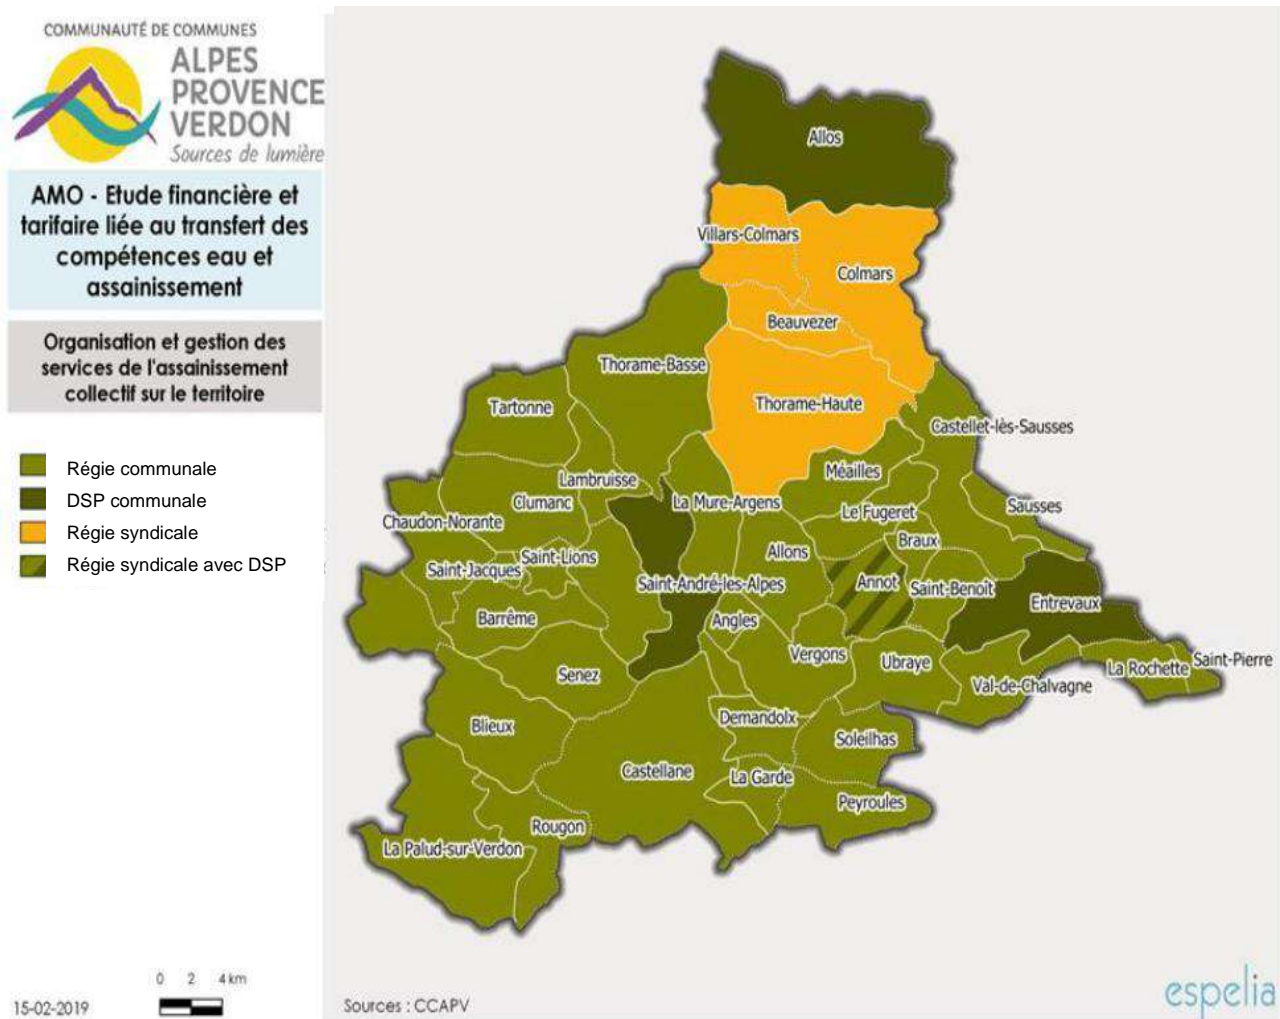 COMMUNAUTÉ DE COMMUNES
ALPES
PROVENCE
VERDON
Sources de lumière
AMO - Etude financière et
tarifaire liée au transfert des
compétences eau et
assainissement
Organisation et gestion des
services de l'assainissement
collectif sur le territoire
Régie communale
DSP communale
Régie syndicale
Régie syndicale avec DSP
0 2 4 km
15-02-2019
Allos
Villars-Colmars
Colmars
Beauvezer
Thorame-Basse
Thorame-Haute
Tartonne
Castellet-lès-Sausses
Méailles
Lambruisse
Clumanc
La Mure-Argens
Sausses
Le Fugeret
Chaudon-Norante
Braux
Allons
Saint-Lions
Saint-Jacques
Saint-André-les-Alpes
Annot
Saint-Benoît
Entrevaux
Barrême
Angles
Vergons
Ubraye
Saint-Pierre
La Rochette
Senez
Val-de-Chalvagne
Demandolx
Blieux
Soleilhas
Castellane
La Garde
Peyroules
Rougon
La Palud-sur-Verdon
Sources : CCAPV
espelia